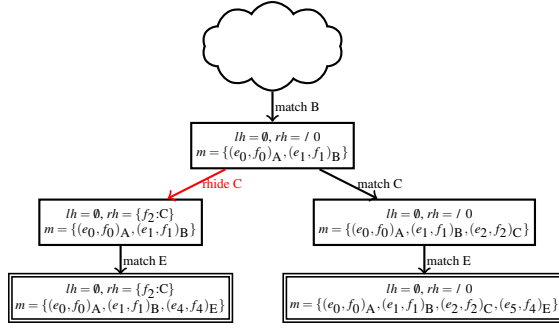 match B
lh = ∅, rh = / 0
m = {(e₀, f₀)A, (e₁, f₁)B}
rhide C
match C
lh = ∅, rh = {f₂:C}
m = {(e₀, f₀)A, (e₁, f₁)B}
lh = ∅, rh = / 0
m = {(e₀, f₀)A, (e₁, f₁)B, (e₂, f₂)C}
match E
match E
lh = ∅, rh = {f₂:C}
m = {(e₀, f₀)A, (e₁, f₁)B, (e₄, f₄)E}
lh = ∅, rh = / 0
m = {(e₀, f₀)A, (e₁, f₁)B, (e₂, f₂)C, (e₅, f₄)E}